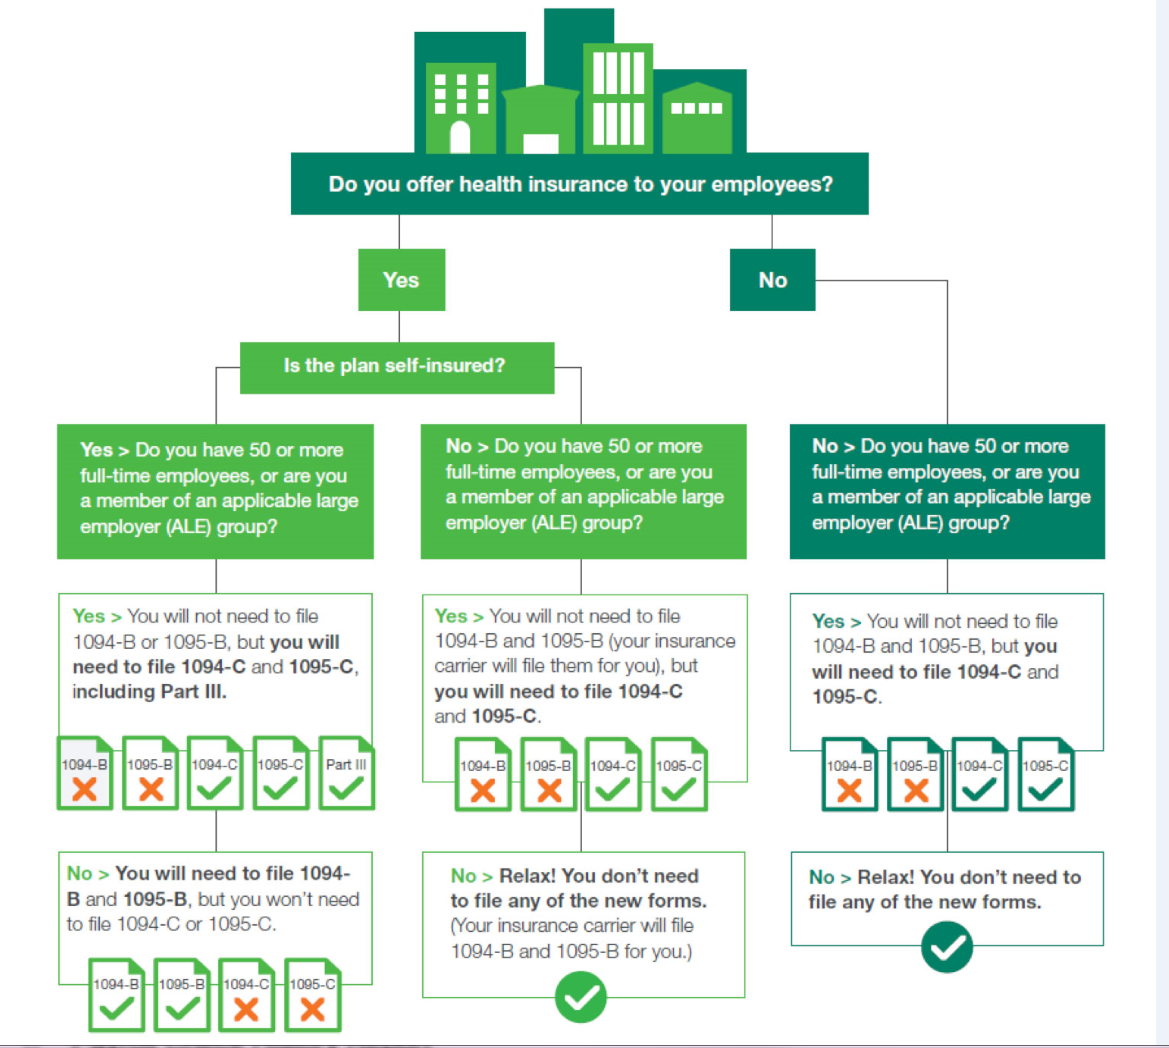 Do you offer health insurance to your employees?
Yes
No
Is the plan self-insured?
Yes > Do you have 50 or more
full-time employees, or are you
a member of an applicable large
employer (ALE) group?
No > Do you have 50 or more
full-time employees, or are you
a member of an applicable large
employer (ALE) group?
No > Do you have 50 or more
full-time employees, or are you
a member of an applicable large
employer (ALE) group?
Yes > You will not need to file
1094-B or 1095-B, but you will
need to file 1094-C and 1095-C,
including Part III.
1094-B
1095-B
1094-C
1095-C
Part III
Yes > You will not need to file
1094-B and 1095-B (your insurance
carrier will file them for you), but
you will need to file 1094-C
and 1095-C.
1094-B
1095-B
1094-C
1095-C
Yes > You will not need to file
1094-B and 1095-B, but you
will need to file 1094-C and
1095-C.
1094-B
1095-B
1094-C
1095-C
No > You will need to file 1094-
B and 1095-B, but you won't need
to file 1094-C or 1095-C.
1094-B
1095-B
1094-C
1095-C
No > Relax! You don't need
to file any of the new forms.
(Your insurance carrier will file
1094-B and 1095-B for you.)
No > Relax! You don't need to
file any of the new forms.